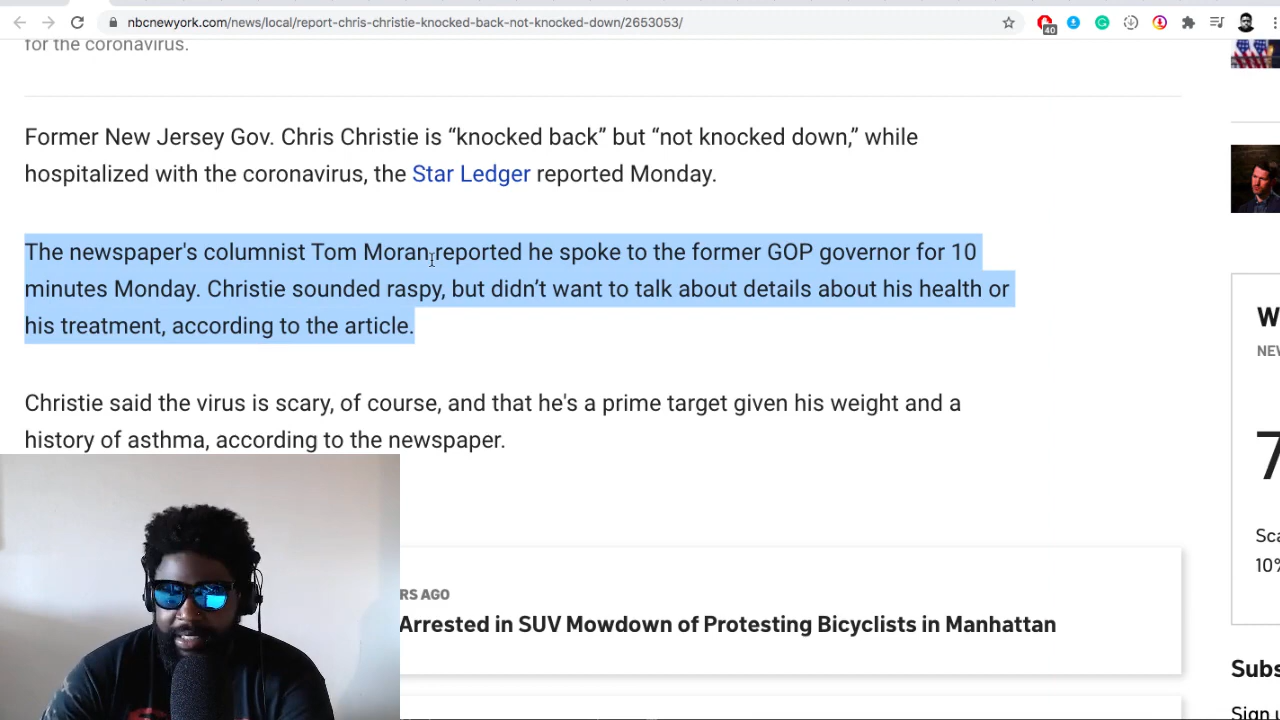 nbcnewyork.com/news/local/report-chris-christie-knocked-back-not-knocked-down/2653053/
40
for the coronavirus.
Former New Jersey Gov. Chris Christie is “knocked back” but “not knocked down,” while
hospitalized with the coronavirus, the Star Ledger reported Monday.
The newspaper's columnist Tom Moran reported he spoke to the former GOP governor for 10
minutes Monday. Christie sounded raspy, but didn’t want to talk about details about his health or
his treatment, according to the article.
W
NEW
Christie said the virus is scary, of course, and that he's a prime target given his weight and a
history of asthma, according to the newspaper.
7
Sca
10%
RS AGO
Arrested in SUV Mowdown of Protesting Bicyclists in Manhattan
Subs
Sign u